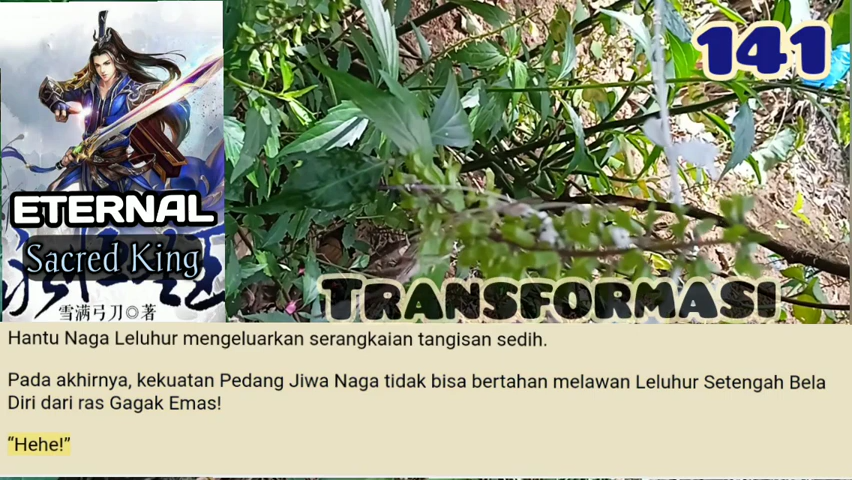 141
ETERNAL
Sacred King
雪满弓刀◎著
TRANSFORMASI
Hantu Naga Leluhur mengeluarkan serangkaian tangisan sedih.
Pada akhirnya, kekuatan Pedang Jiwa Naga tidak bisa bertahan melawan Leluhur Setengah Bela
Diri dari ras Gagak Emas!
“Hehe!”